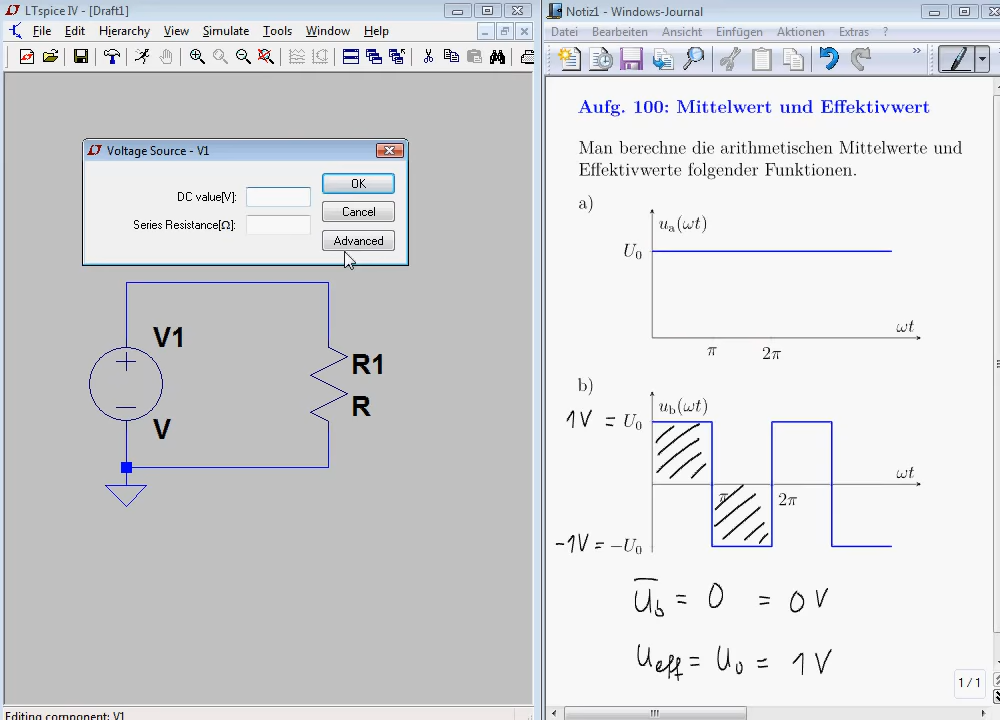 LTspice IV - [Draft1]
File Edit Hierarchy View Simulate Tools Window Help
Voltage Source - V1
DC value[V]:
OK
Series Resistance[Ω]:
Cancel
Advanced
V1
V
R1
R
Editing component: V1
Notiz1 - Windows-Journal
Datei Bearbeiten Ansicht Einfügen Aktionen Extras ?
Aufg. 100: Mittelwert und Effektivwert
Man berechne die arithmetischen Mittelwerte und
Effektivwerte folgender Funktionen.
a)
uₐ(ωt)
U₀
ωt
π 2π
b)
u_b(ωt)
1V = U₀
ωt
π 2π
-1V = −U₀
U̅_b = 0 = 0V
U_eff = U₀ = 1V
1 / 1